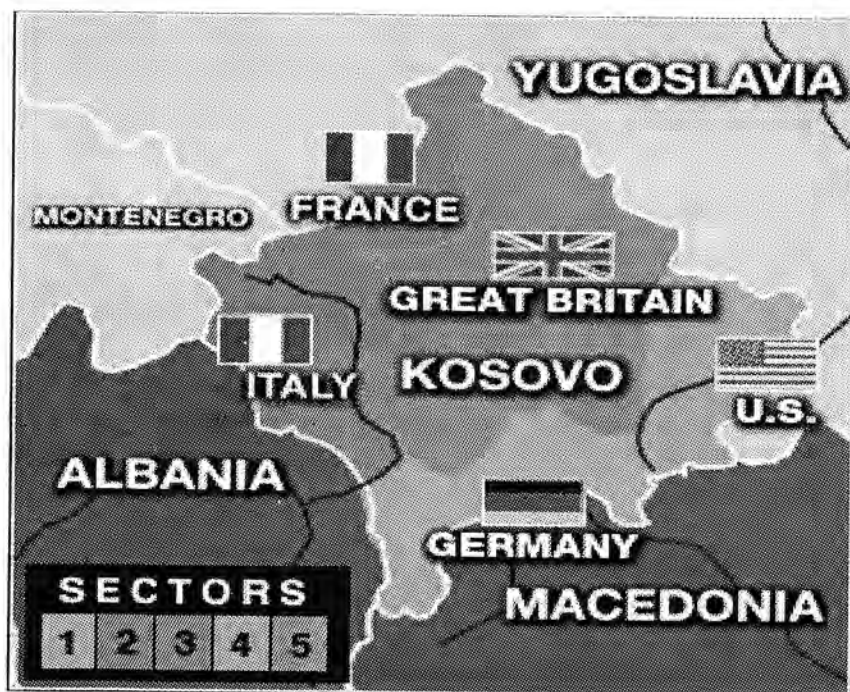 YUGOSLAVIA
MONTENEGRO
FRANCE
GREAT BRITAIN
ITALY
KOSOVO
U.S.
ALBANIA
GERMANY
MACEDONIA
SECTORS
1 2 3 4 5